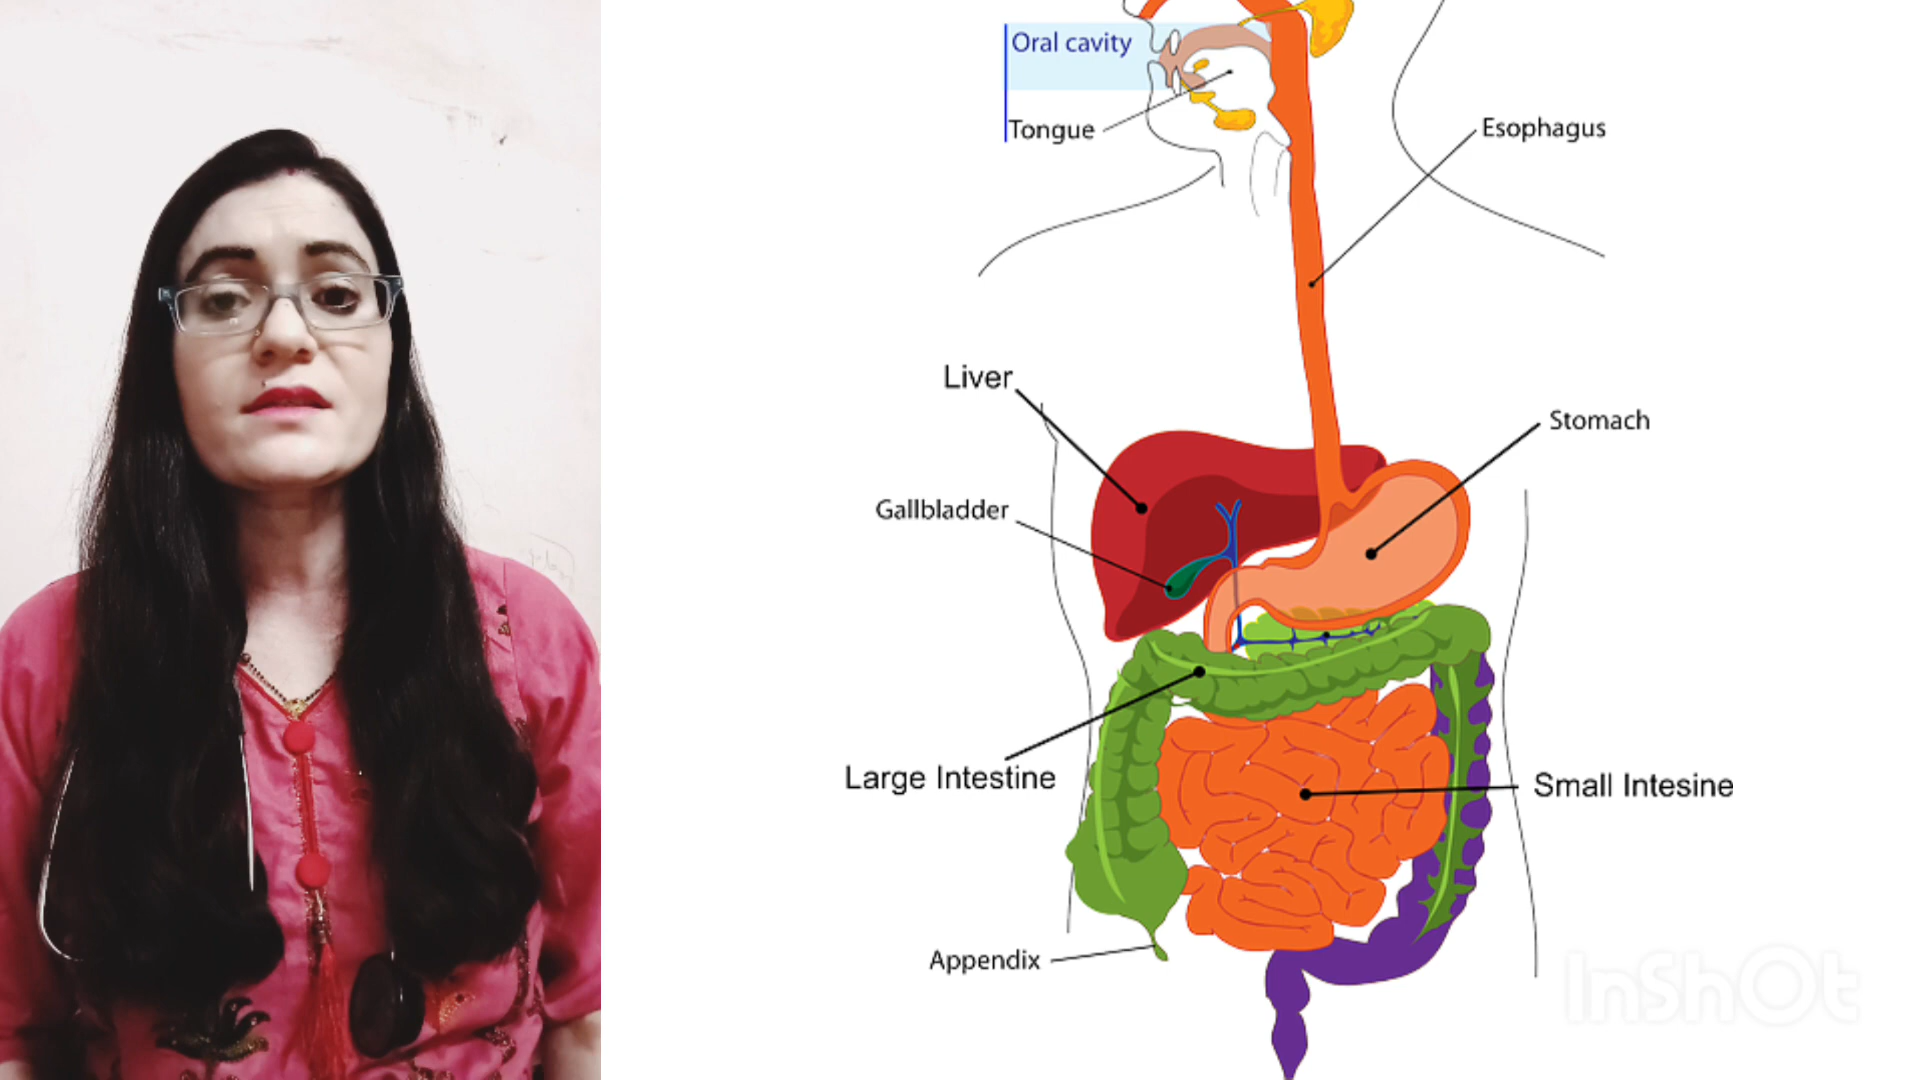 Oral cavity
Tongue
Esophagus
Liver
Stomach
Gallbladder
Large Intestine
Small Intesine
Appendix
InShOt